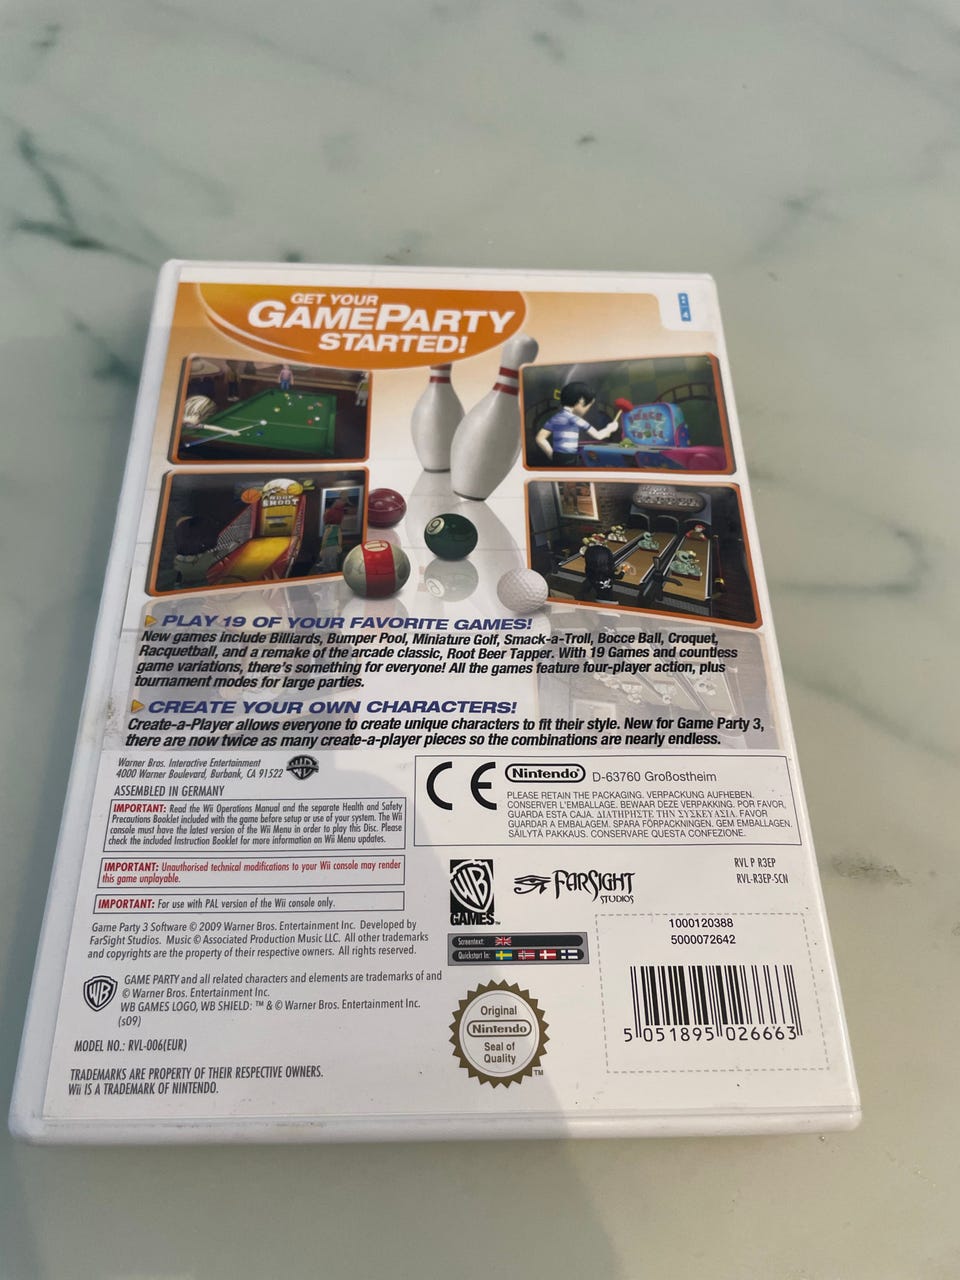 GET YOUR
GAMEPARTY
STARTED!
HOOP
SHOOT
PLAY 19 OF YOUR FAVORITE GAMES!
New games include Billiards, Bumper Pool, Miniature Golf, Smack-a-Troll, Bocce Ball, Croquet,
Racquetball, and a remake of the arcade classic, Root Beer Tapper. With 19 Games and countless
game variations, there's something for everyone! All the games feature four-player action, plus
tournament modes for large parties.
CREATE YOUR OWN CHARACTERS!
Create-a-Player allows everyone to create unique characters to fit their style. New for Game Party 3,
there are now twice as many create-a-player pieces so the combinations are nearly endless.
Warner Bros. Interactive Entertainment
4000 Warner Boulevard, Burbank, CA 91522
ASSEMBLED IN GERMANY
IMPORTANT: Read the Wii Operations Manual and the separate Health and Safety
Precautions Booklet included with the game before setup or use of your system. The Wii
console must have the latest version of the Wii Menu in order to play this Disc. Please
check the included Instruction Booklet for more information on Wii Menu updates.
IMPORTANT: Unauthorised technical modifications to your Wii console may render
this game unplayable.
IMPORTANT: For use with PAL version of the Wii console only.
Game Party 3 Software © 2009 Warner Bros. Entertainment Inc. Developed by
FarSight Studios. Music © Associated Production Music LLC. All other trademarks
and copyrights are the property of their respective owners. All rights reserved.
WB
GAME PARTY and all related characters and elements are trademarks of and
© Warner Bros. Entertainment Inc.
WB GAMES LOGO, WB SHIELD: ™ & © Warner Bros. Entertainment Inc.
(s09)
MODEL NO.: RVL-006(EUR)
TRADEMARKS ARE PROPERTY OF THEIR RESPECTIVE OWNERS.
Wii IS A TRADEMARK OF NINTENDO.
CE Nintendo D-63760 Großostheim
PLEASE RETAIN THE PACKAGING. VERPACKUNG AUFHEBEN.
CONSERVER L'EMBALLAGE. BEWAAR DEZE VERPAKKING. POR FAVOR,
GUARDA ESTA CAJA. ΔΙΑΤΗΡΗΣΤΕ ΤΗΝ ΣΥΣΚΕΥΑΣΙΑ. FAVOR
GUARDAR A EMBALAGEM. SPARA FÖRPACKNINGEN. GEM EMBALLAGEN.
SÄILYTÄ PAKKAUS. CONSERVARE QUESTA CONFEZIONE.
WB
GAMES™
FARSIGHT
STUDIOS
RVL P R3EP
RVL-R3EP-SCN
Screentext:
Quickstart In:
1000120388
5000072642
5 051895 026663
Original
Nintendo
Seal of
Quality
TM